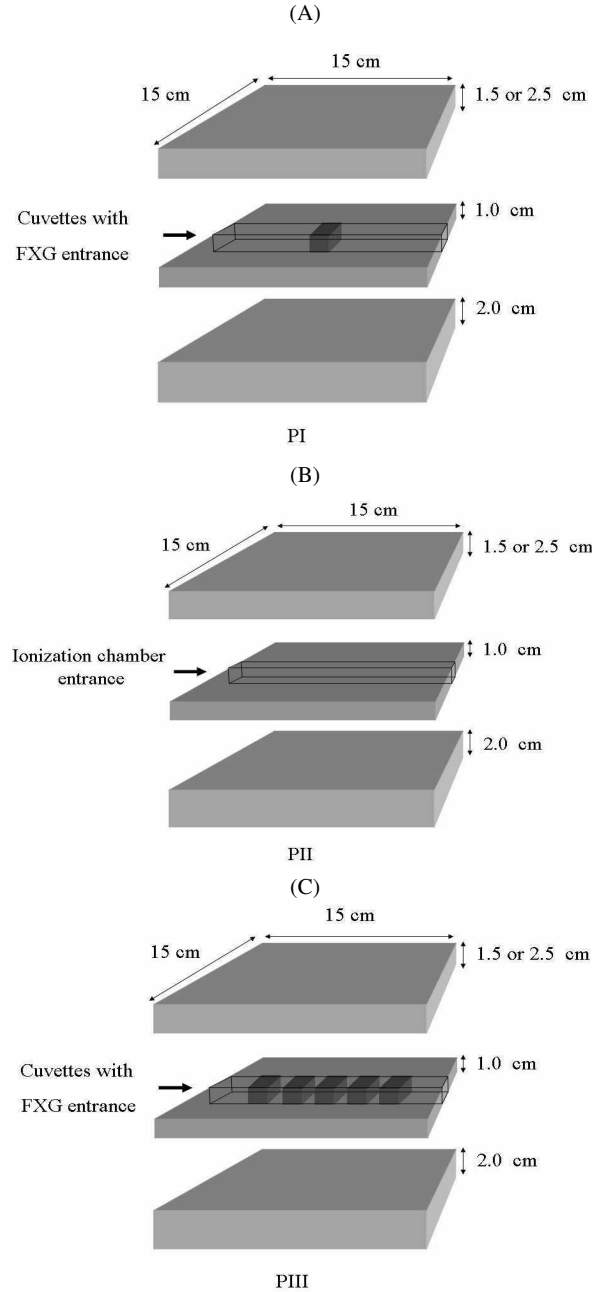 (A)
15 cm
15 cm
1.5 or 2.5 cm
Cuvettes with
FXG entrance
1.0 cm
2.0 cm
PI
(B)
15 cm
15 cm
1.5 or 2.5 cm
Ionization chamber
entrance
1.0 cm
2.0 cm
PII
(C)
15 cm
15 cm
1.5 or 2.5 cm
Cuvettes with
FXG entrance
1.0 cm
2.0 cm
PIII